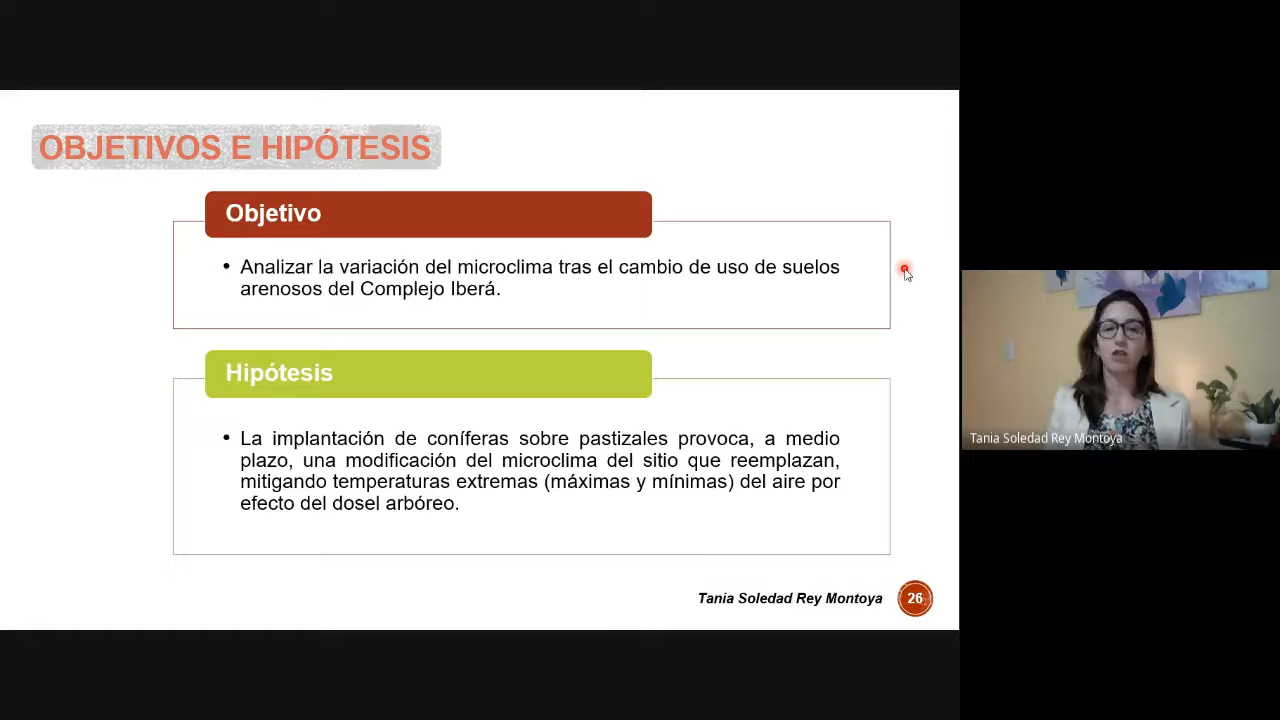 OBJETIVOS E HIPÓTESIS
Objetivo
• Analizar la variación del microclima tras el cambio de uso de suelos
arenosos del Complejo Iberá.
Hipótesis
• La implantación de coníferas sobre pastizales provoca, a medio
plazo, una modificación del microclima del sitio que reemplazan,
mitigando temperaturas extremas (máximas y mínimas) del aire por
efecto del dosel arbóreo.
Tania Soledad Rey Montoya
26
Tania Soledad Rey Montoya